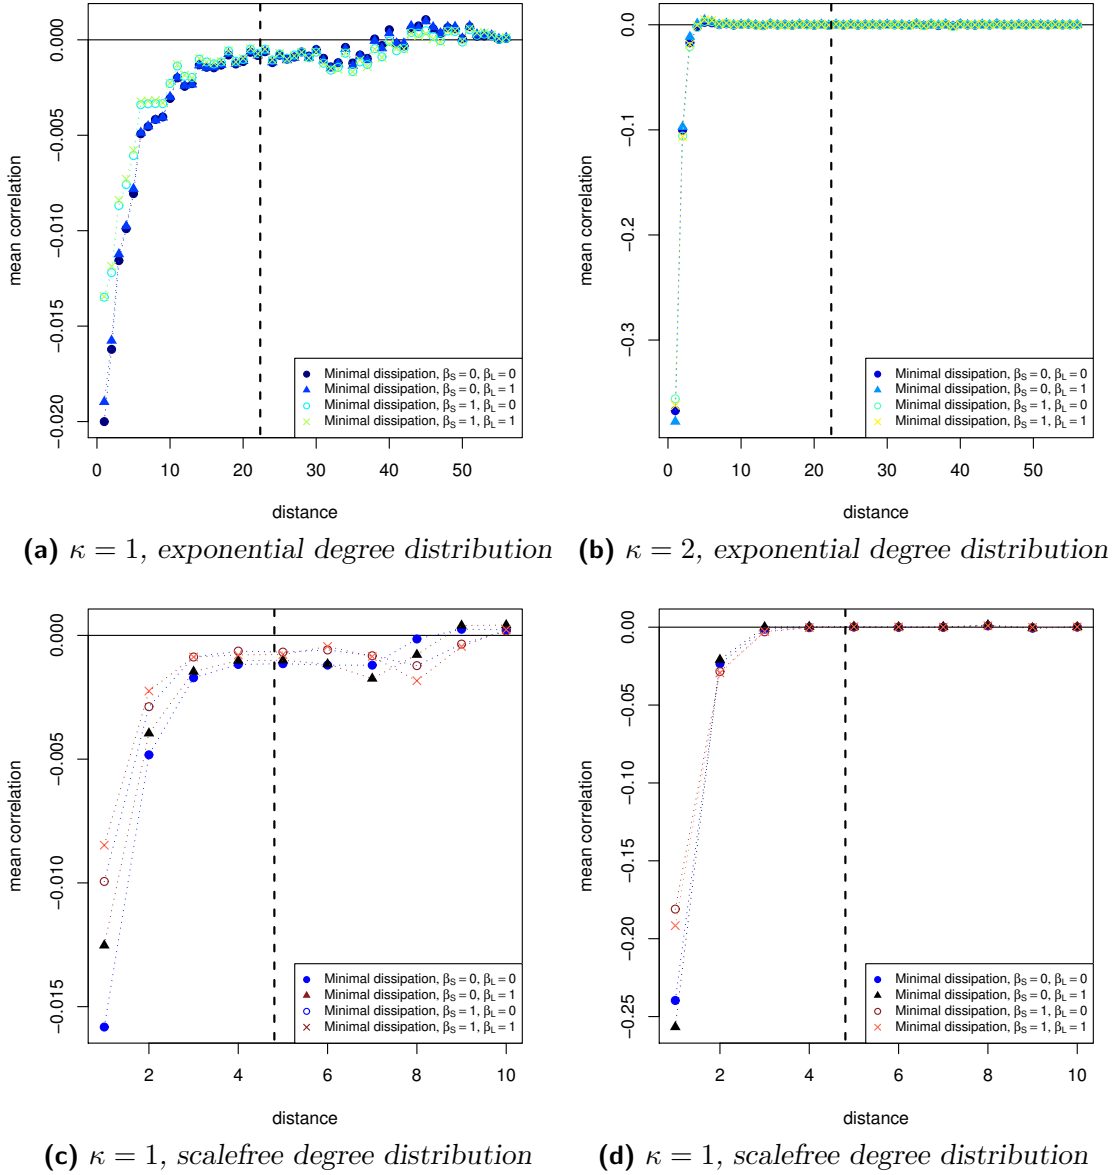 0.000
−0.005
−0.010
−0.015
−0.020
mean correlation
Minimal dissipation, βS = 0, βL = 0
Minimal dissipation, βS = 0, βL = 1
Minimal dissipation, βS = 1, βL = 0
Minimal dissipation, βS = 1, βL = 1
0 10 20 30 40 50
distance
(a) κ = 1, exponential degree distribution
0.0
−0.1
−0.2
−0.3
mean correlation
Minimal dissipation, βS = 0, βL = 0
Minimal dissipation, βS = 0, βL = 1
Minimal dissipation, βS = 1, βL = 0
Minimal dissipation, βS = 1, βL = 1
0 10 20 30 40 50
distance
(b) κ = 2, exponential degree distribution
0.000
−0.005
−0.010
−0.015
mean correlation
Minimal dissipation, βS = 0, βL = 0
Minimal dissipation, βS = 0, βL = 1
Minimal dissipation, βS = 1, βL = 0
Minimal dissipation, βS = 1, βL = 1
2 4 6 8 10
distance
(c) κ = 1, scalefree degree distribution
0.00
−0.05
−0.10
−0.15
−0.20
−0.25
mean correlation
Minimal dissipation, βS = 0, βL = 0
Minimal dissipation, βS = 0, βL = 1
Minimal dissipation, βS = 1, βL = 0
Minimal dissipation, βS = 1, βL = 1
2 4 6 8 10
distance
(d) κ = 1, scalefree degree distribution